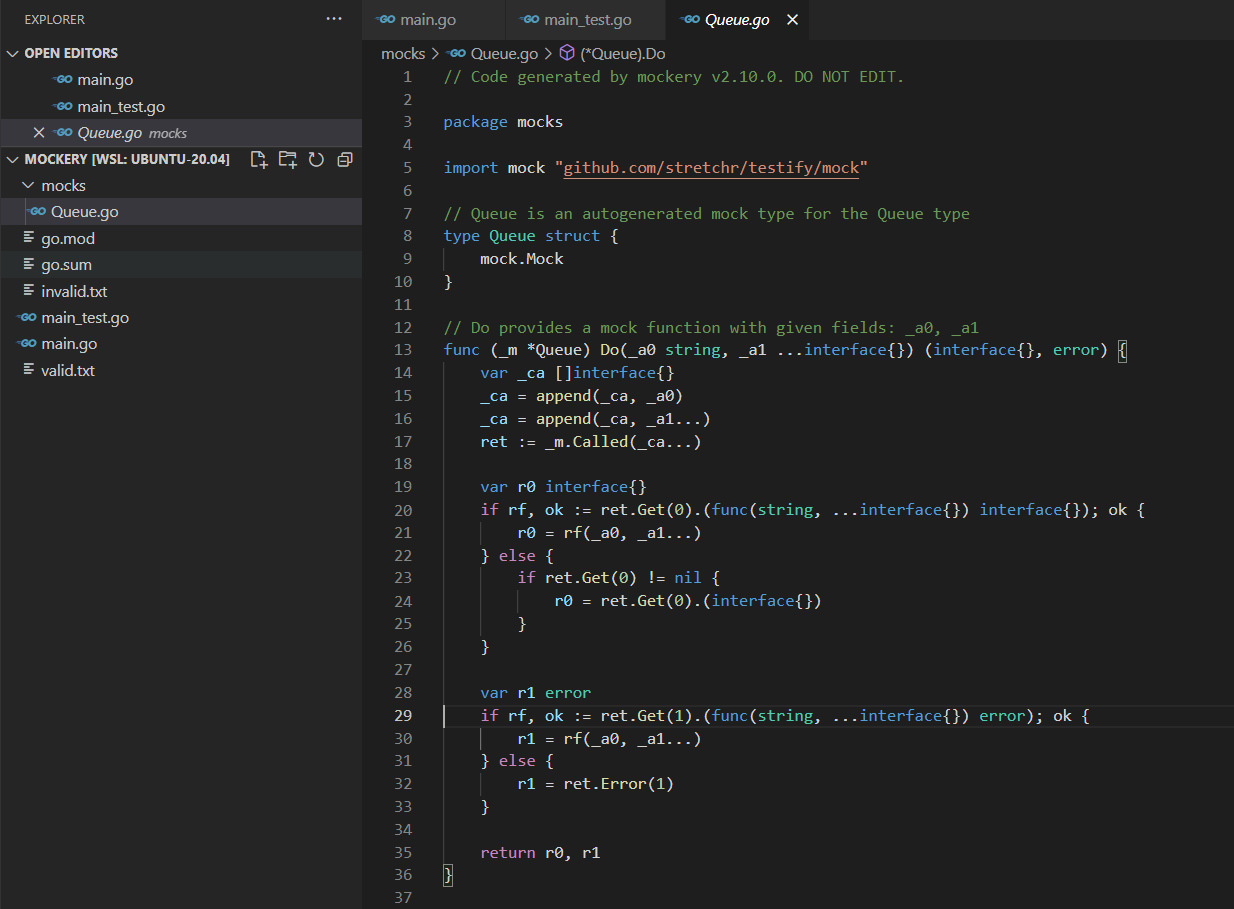 EXPLORER
···
OPEN EDITORS
GO main.go
GO main_test.go
GO Queue.go mocks
MOCKERY [WSL: UBUNTU-20.04]
mocks
GO Queue.go
go.mod
go.sum
invalid.txt
GO main_test.go
GO main.go
valid.txt
GO main.go
GO main_test.go
GO Queue.go
mocks > GO Queue.go > (*Queue).Do
1 // Code generated by mockery v2.10.0. DO NOT EDIT.
2
3 package mocks
4
5 import mock "github.com/stretchr/testify/mock"
6
7 // Queue is an autogenerated mock type for the Queue type
8 type Queue struct {
9     mock.Mock
10 }
11
12 // Do provides a mock function with given fields: _a0, _a1
13 func (_m *Queue) Do(_a0 string, _a1 ...interface{}) (interface{}, error) {
14     var _ca []interface{}
15     _ca = append(_ca, _a0)
16     _ca = append(_ca, _a1...)
17     ret := _m.Called(_ca...)
18
19     var r0 interface{}
20     if rf, ok := ret.Get(0).(func(string, ...interface{}) interface{}); ok {
21         r0 = rf(_a0, _a1...)
22     } else {
23         if ret.Get(0) != nil {
24             r0 = ret.Get(0).(interface{})
25         }
26     }
27
28     var r1 error
29     if rf, ok := ret.Get(1).(func(string, ...interface{}) error); ok {
30         r1 = rf(_a0, _a1...)
31     } else {
32         r1 = ret.Error(1)
33     }
34
35     return r0, r1
36 }
37